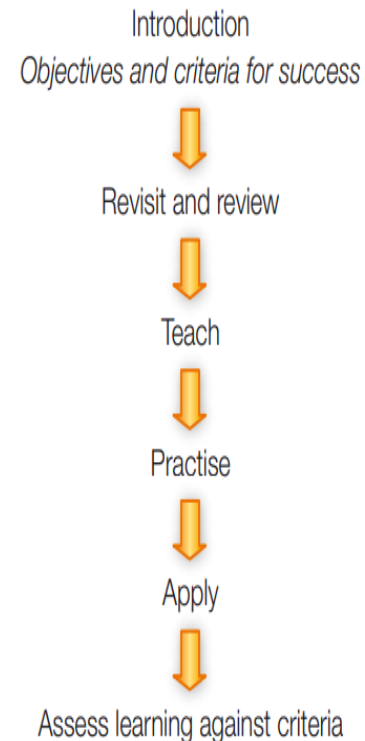 Introduction
Objectives and criteria for success
Revisit and review
Teach
Practise
Apply
Assess learning against criteria